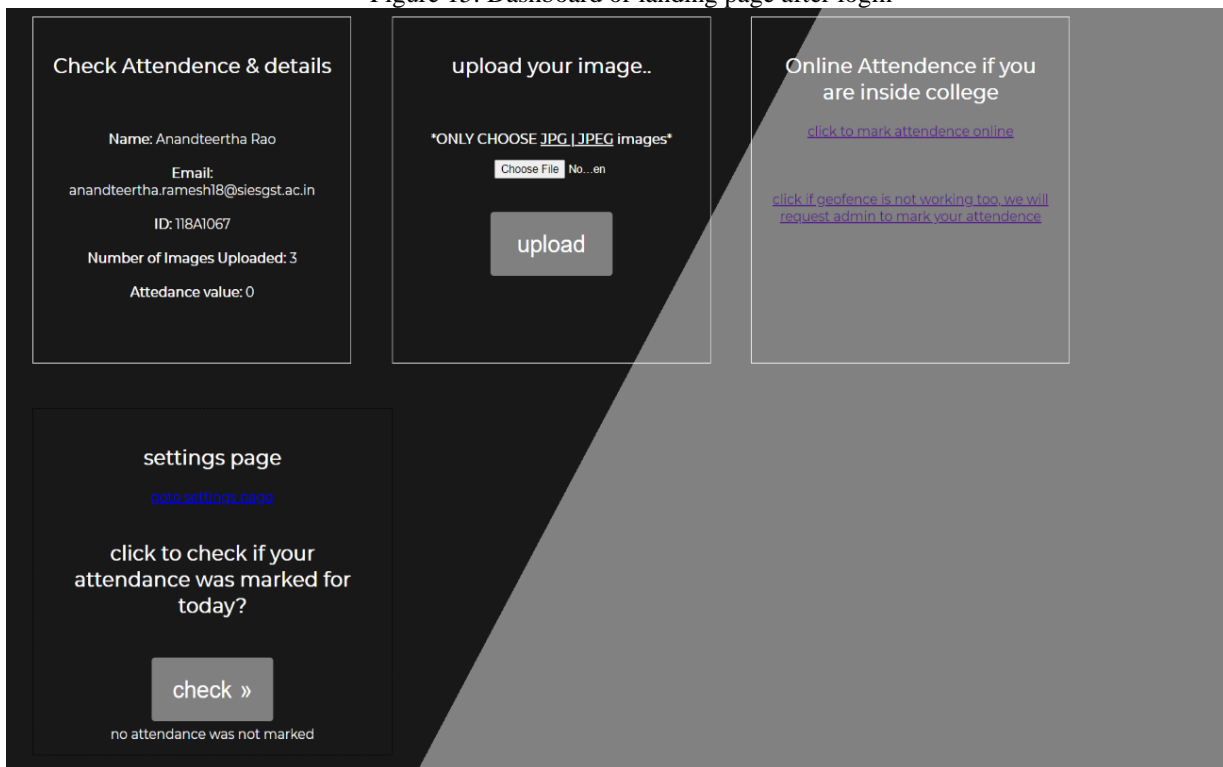 Figure 15: Dashboard or landing page after login
Check Attendence & details
Name: Anandteertha Rao
Email:
anandteertha.ramesh18@siesgst.ac.in
ID: 118A1067
Number of Images Uploaded: 3
Attedance value: 0
upload your image..
*ONLY CHOOSE JPG | JPEG images*
Choose File No...en
upload
Online Attendence if you
are inside college
click to mark attendence online
click if geofence is not working too, we will
request admin to mark your attendence
settings page
goto settings page
click to check if your
attendance was marked for
today?
check »
no attendance was not marked